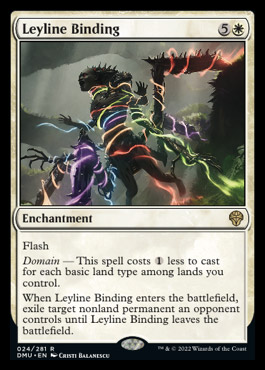 Leyline Binding 5
Enchantment
Flash
Domain — This spell costs 1 less to cast
for each basic land type among lands you
control.
When Leyline Binding enters the battlefield,
exile target nonland permanent an opponent
controls until Leyline Binding leaves the
battlefield.
024/281 R
DMU • EN CRISTI BALANESCU
™ & © 2022 Wizards of the Coast